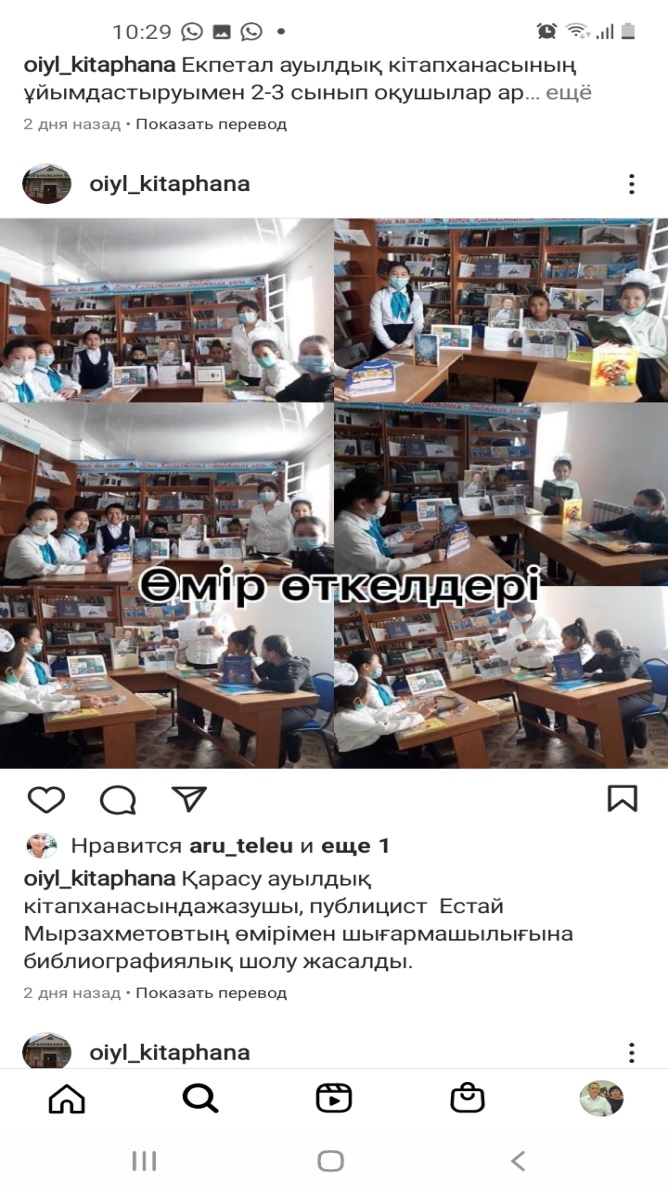 10:29
oiyl_kitaphana Екпетал ауылдық кітапханасының
ұйымдастыруымен 2-3 сынып оқушылар ар... ещё
2 дня назад • Показать перевод
oiyl_kitaphana
Өмір өткелдері
Нравится aru_teleu и еще 1
oiyl_kitaphana Қарасу ауылдық
кітапханасындажазушы, публицист Естай
Мырзахметовтың өмірімен шығармашылығына
библиографиялық шолу жасалды.
2 дня назад • Показать перевод
oiyl_kitaphana